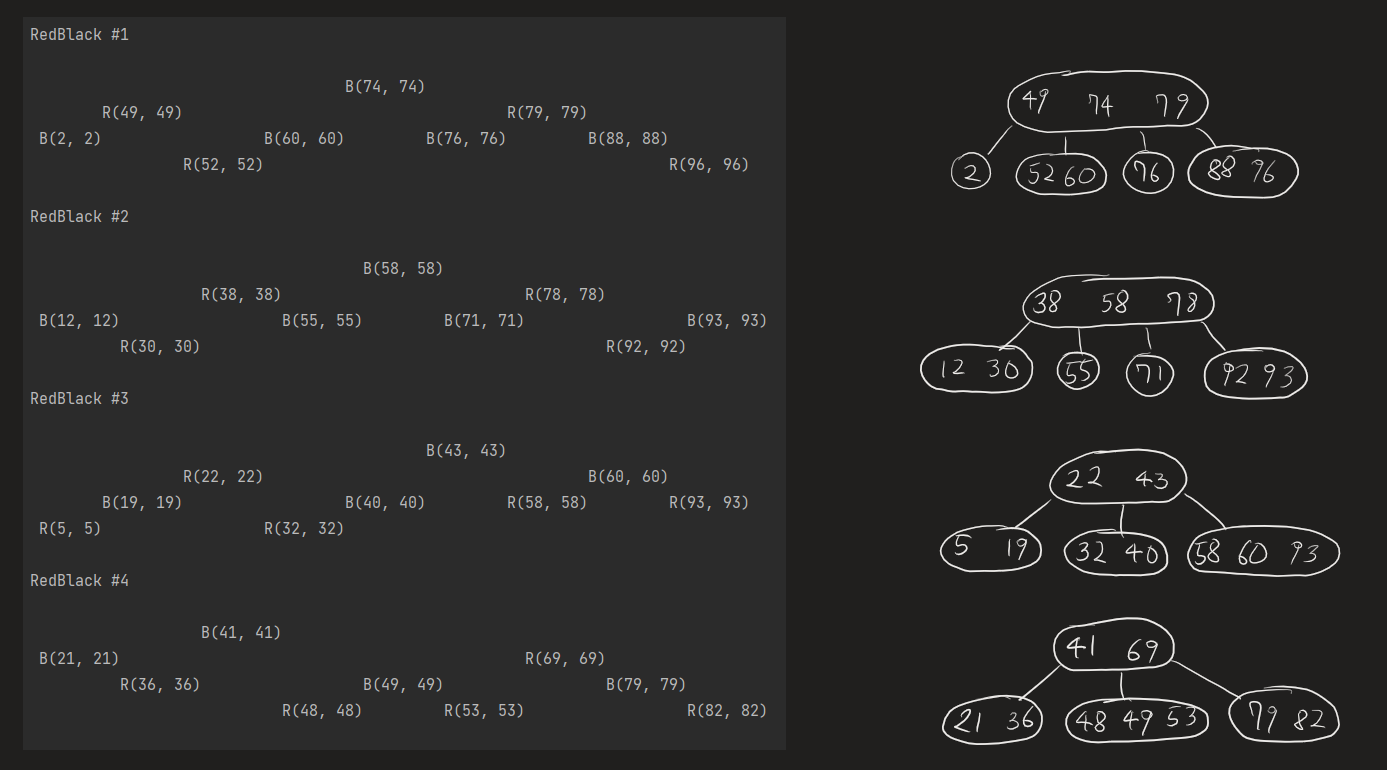 RedBlack #1
B(74, 74)
R(49, 49) R(79, 79)
B(2, 2) B(60, 60) B(76, 76) B(88, 88)
R(52, 52) R(96, 96)
RedBlack #2
B(58, 58)
R(38, 38) R(78, 78)
B(12, 12) B(55, 55) B(71, 71) B(93, 93)
R(30, 30) R(92, 92)
RedBlack #3
B(43, 43)
R(22, 22) B(60, 60)
B(19, 19) B(40, 40) R(58, 58) R(93, 93)
R(5, 5) R(32, 32)
RedBlack #4
B(41, 41)
B(21, 21) R(69, 69)
R(36, 36) B(49, 49) B(79, 79)
R(48, 48) R(53, 53) R(82, 82)
49 74 79
2 52 60 76 88 96
38 58 78
12 30 55 71 92 93
22 43
5 19 32 40 58 60 93
41 69
21 36 48 49 53 79 82